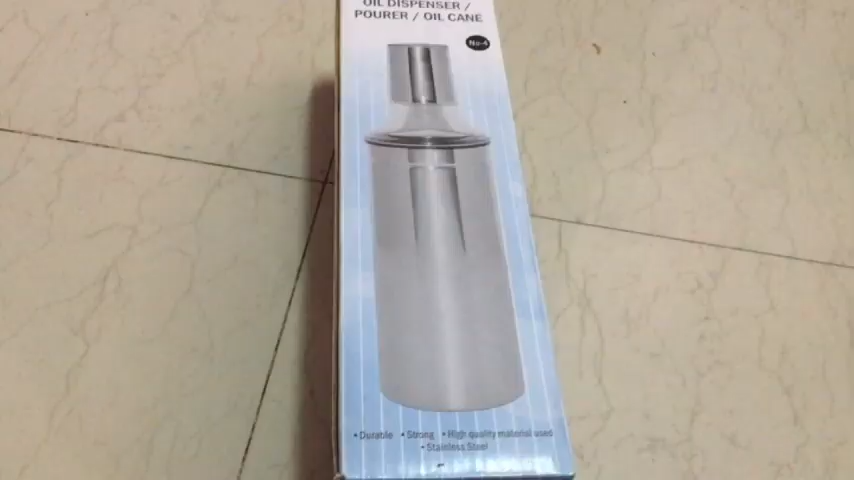 OIL DISPENSER /
POURER / OIL CANE
No-4
• Durable • Strong • High quality material used
• Stainless Steel